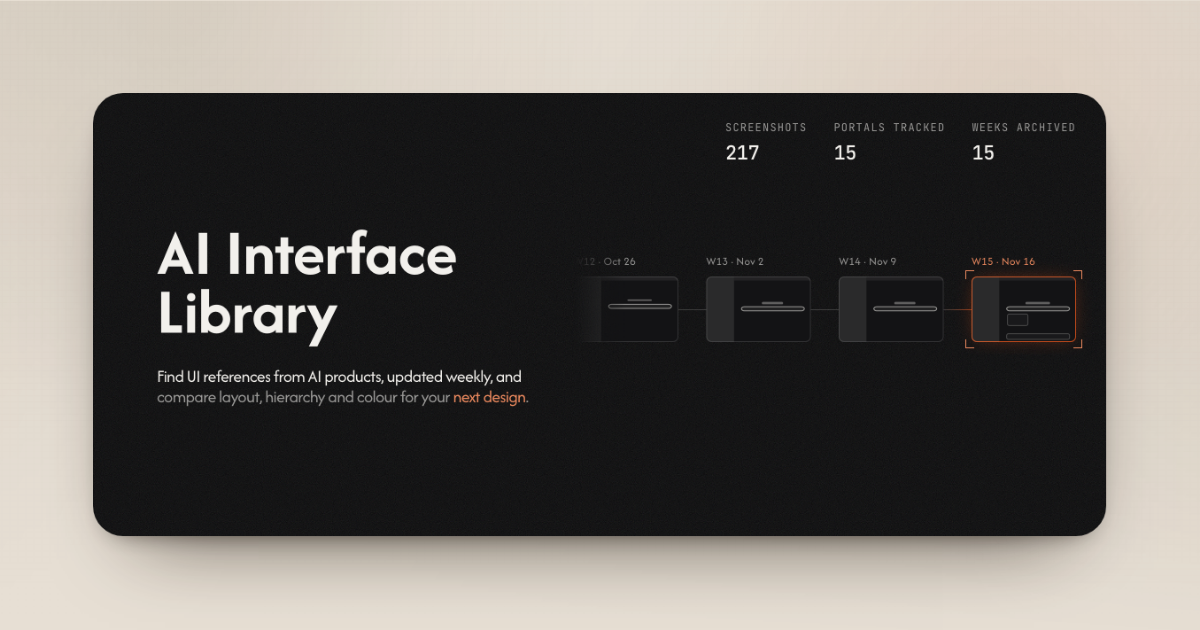 SCREENSHOTS PORTALS TRACKED WEEKS ARCHIVED
217 15 15
AI Interface
Library
Find UI references from AI products, updated weekly, and
compare layout, hierarchy and colour for your next design.
W12 · Oct 26 W13 · Nov 2 W14 · Nov 9 W15 · Nov 16